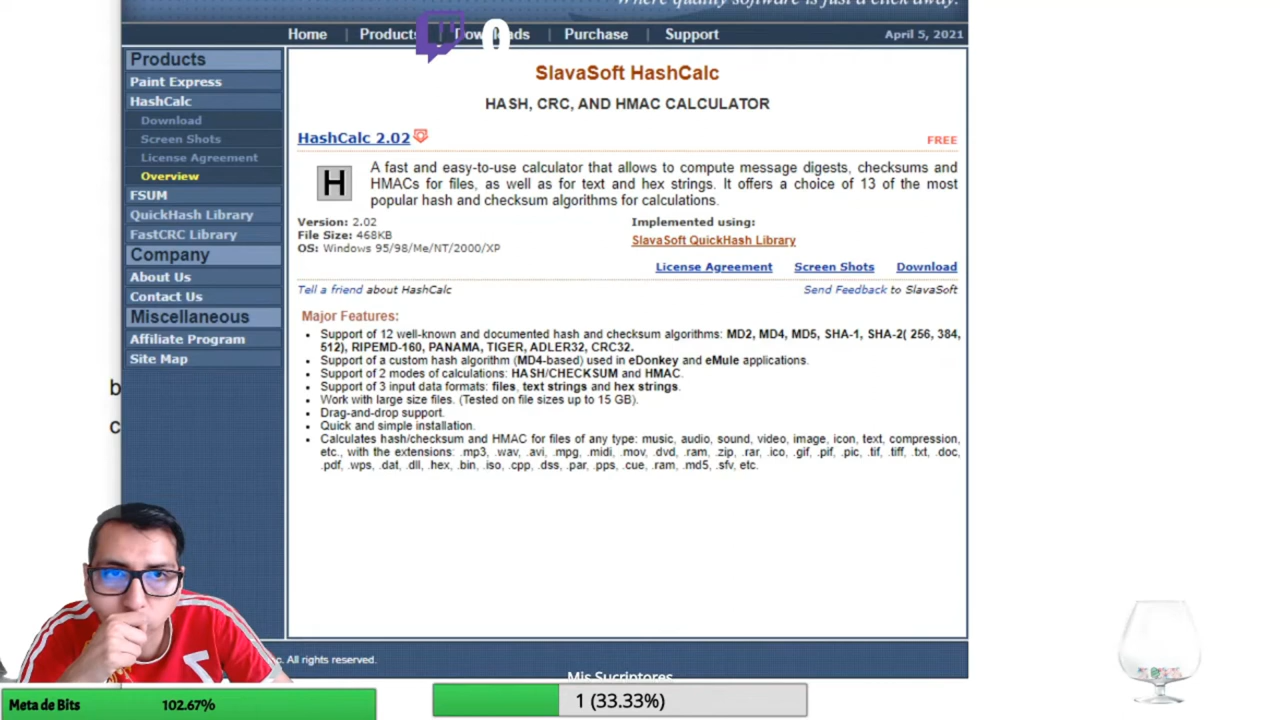 Where quality software is just a click away.
Home | Products | Downloads | Purchase | Support
April 5, 2021
0
Products
Paint Express
HashCalc
Download
Screen Shots
License Agreement
Overview
FSUM
QuickHash Library
FastCRC Library
Company
About Us
Contact Us
Miscellaneous
Affiliate Program
Site Map
SlavaSoft HashCalc
HASH, CRC, AND HMAC CALCULATOR
HashCalc 2.02
FREE
H
A fast and easy-to-use calculator that allows to compute message digests, checksums and
HMACs for files, as well as for text and hex strings. It offers a choice of 13 of the most
popular hash and checksum algorithms for calculations.
Version: 2.02
File Size: 468KB
OS: Windows 95/98/Me/NT/2000/XP
Implemented using:
SlavaSoft QuickHash Library
License Agreement Screen Shots Download
Tell a friend about HashCalc
Send Feedback to SlavaSoft
Major Features:
• Support of 12 well-known and documented hash and checksum algorithms: MD2, MD4, MD5, SHA-1, SHA-2( 256, 384,
512), RIPEMD-160, PANAMA, TIGER, ADLER32, CRC32.
• Support of a custom hash algorithm (MD4-based) used in eDonkey and eMule applications.
• Support of 2 modes of calculations: HASH/CHECKSUM and HMAC.
• Support of 3 input data formats: files, text strings and hex strings.
• Work with large size files. (Tested on file sizes up to 15 GB).
• Drag-and-drop support.
• Quick and simple installation.
• Calculates hash/checksum and HMAC for files of any type: music, audio, sound, video, image, icon, text, compression,
etc., with the extensions: .mp3, .wav, .avi, .mpg, .midi, .mov, .dvd, .ram, .zip, .rar, .ico, .gif, .pif, .pic, .tif, .tiff, .txt, .doc,
.pdf, .wps, .dat, .dll, .hex, .bin, .iso, .cpp, .dss, .par, .pps, .cue, .ram, .md5, .sfv, etc.
b
c
. All rights reserved.
Mis Sucriptores
Meta de Bits 102.67%
1 (33.33%)